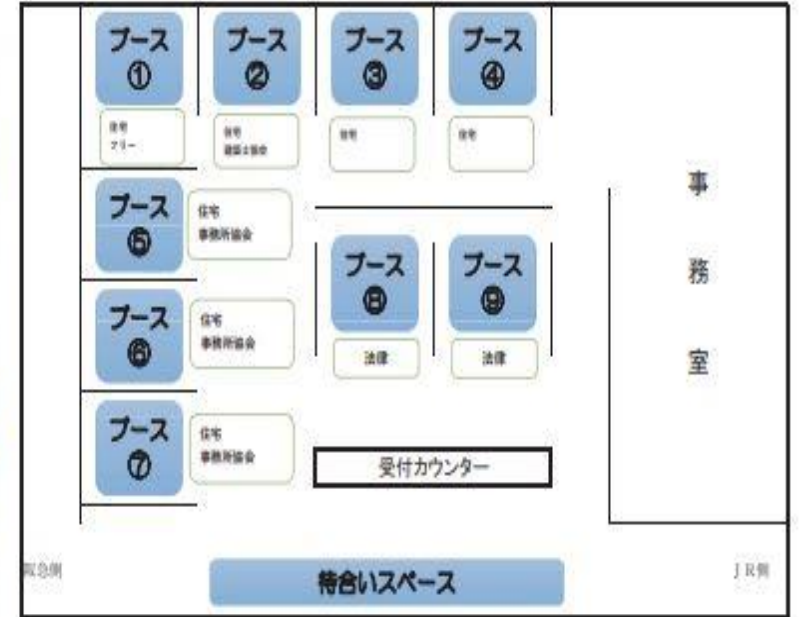 ブース
①
ブース
②
ブース
③
ブース
④
住宅
フリー
住宅
建築士協会
住宅
住宅
ブース
⑤
住宅
事務所協会
ブース
⑥
住宅
事務所協会
ブース
⑦
住宅
事務所協会
ブース
⑧
法律
ブース
⑨
法律
受付カウンター
事務室
阪急側
待合いスペース
JR側